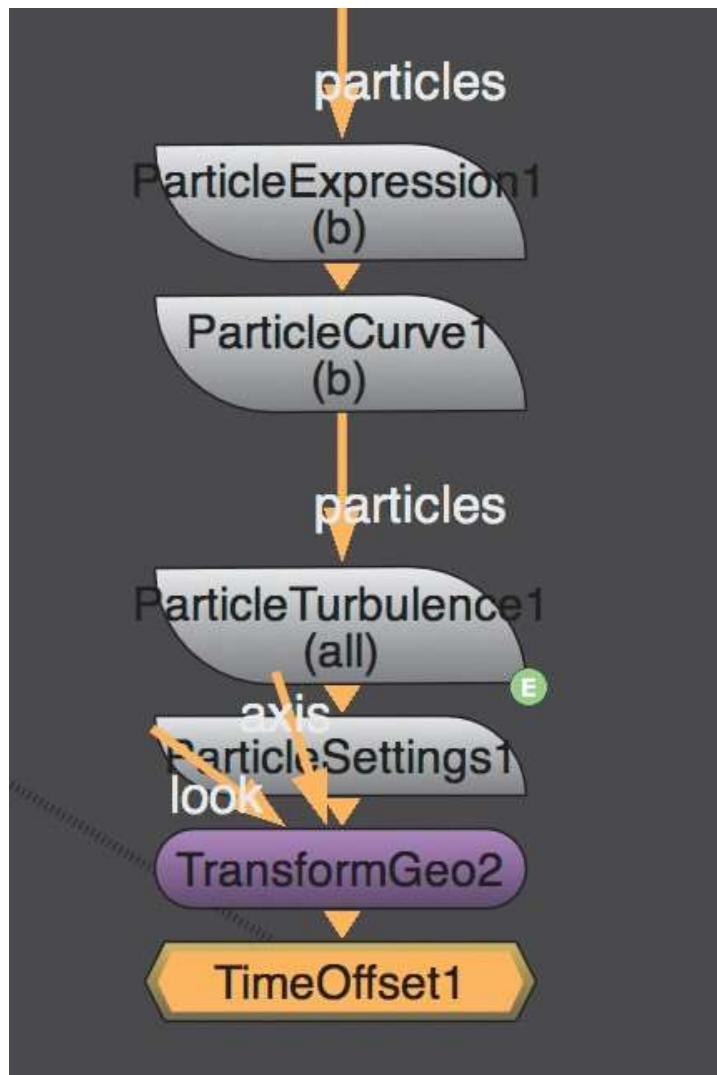 particles
ParticleExpression1
(b)
ParticleCurve1
(b)
particles
ParticleTurbulence1
(all)
E
axis
ParticleSettings1
look
TransformGeo2
TimeOffset1